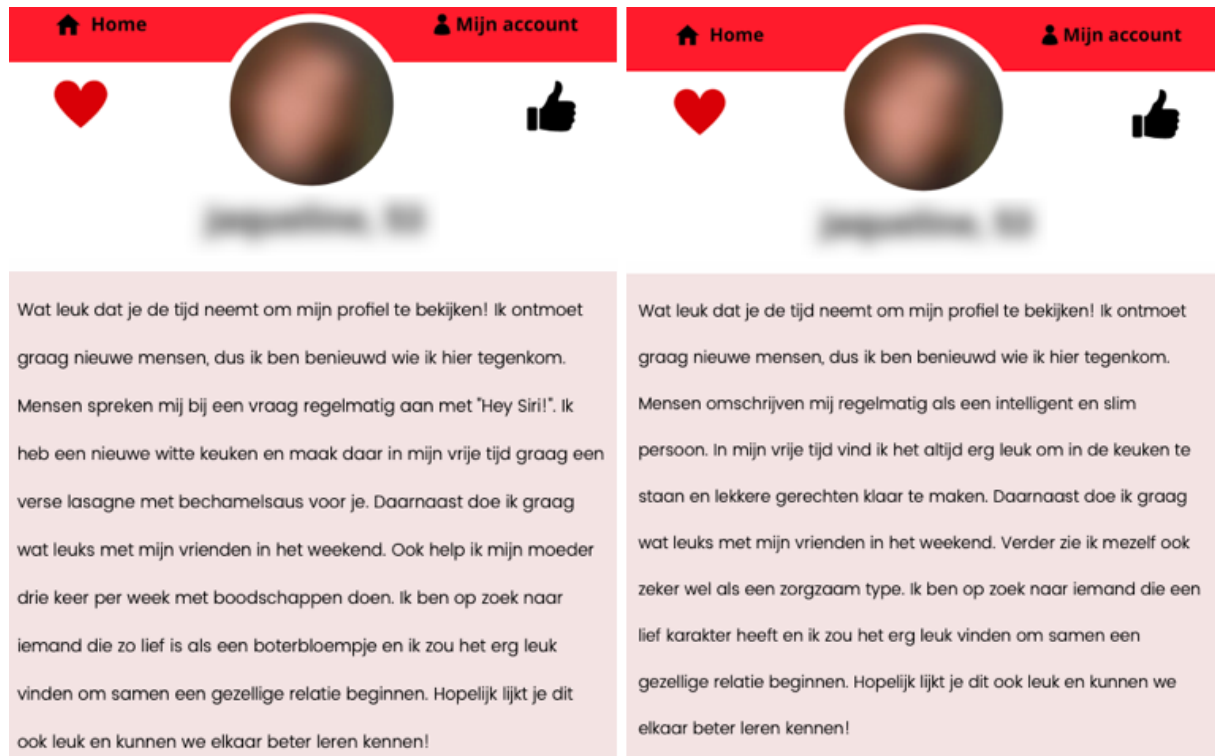 Home
Mijn account
Wat leuk dat je de tijd neemt om mijn profiel te bekijken! Ik ontmoet
graag nieuwe mensen, dus ik ben benieuwd wie ik hier tegenkom.
Mensen spreken mij bij een vraag regelmatig aan met "Hey Siri!". Ik
heb een nieuwe witte keuken en maak daar in mijn vrije tijd graag een
verse lasagne met bechamelsaus voor je. Daarnaast doe ik graag
wat leuks met mijn vrienden in het weekend. Ook help ik mijn moeder
drie keer per week met boodschappen doen. Ik ben op zoek naar
iemand die zo lief is als een boterbloempje en ik zou het erg leuk
vinden om samen een gezellige relatie beginnen. Hopelijk lijkt je dit
ook leuk en kunnen we elkaar beter leren kennen!
Home
Mijn account
Wat leuk dat je de tijd neemt om mijn profiel te bekijken! Ik ontmoet
graag nieuwe mensen, dus ik ben benieuwd wie ik hier tegenkom.
Mensen omschrijven mij regelmatig als een intelligent en slim
persoon. In mijn vrije tijd vind ik het altijd erg leuk om in de keuken te
staan en lekkere gerechten klaar te maken. Daarnaast doe ik graag
wat leuks met mijn vrienden in het weekend. Verder zie ik mezelf ook
zeker wel als een zorgzaam type. Ik ben op zoek naar iemand die een
lief karakter heeft en ik zou het erg leuk vinden om samen een
gezellige relatie beginnen. Hopelijk lijkt je dit ook leuk en kunnen we
elkaar beter leren kennen!